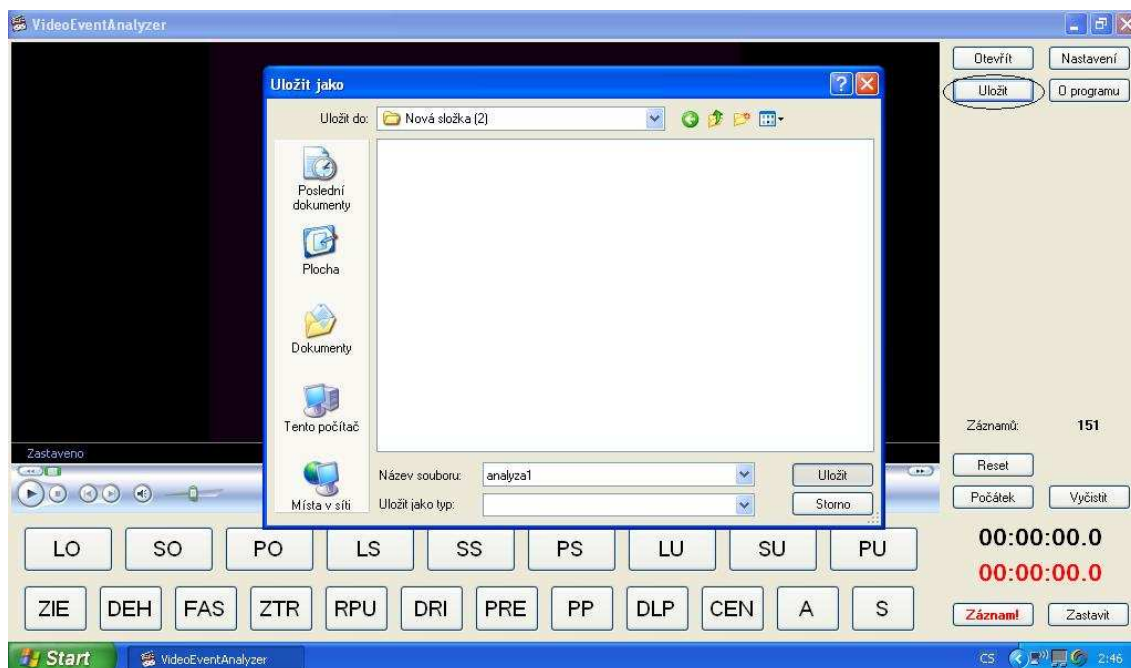 VideoEventAnalyzer
Otevřít Nastavení
Uložit O programu
Uložit jako
Uložit do: Nová složka (2)
Poslední
dokumenty
Plocha
Dokumenty
Tento počítač
Místa v síti
Název souboru: analyza1 Uložit
Uložit jako typ: Storno
Zastaveno
Záznamů: 151
Reset
Počátek Vyčistit
00:00:00.0
00:00:00.0
Záznam! Zastavit
LO SO PO LS SS PS LU SU PU
ZIE DEH FAS ZTR RPU DRI PRE PP DLP CEN A S
Start VideoEventAnalyzer CS 2:46